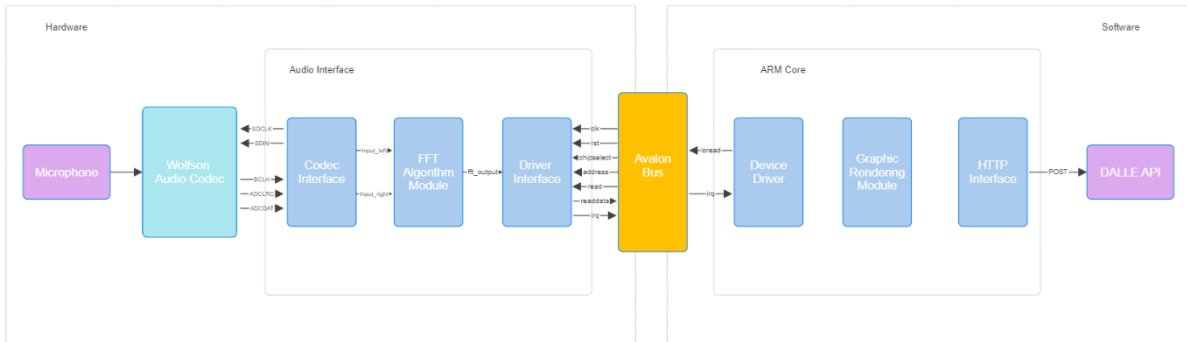 Hardware
Software
Audio Interface
ARM Core
Microphone
Wolfson
Audio Codec
SDCLK
SDIN
BCLK
ADCLRC
ADCDAT
Codec
Interface
Input_left
Input_right
FFT
Algorithm
Module
fft_output
Driver
Interface
clk
rst
chipselect
address
read
readdata
irq
Avalon
Bus
ioread
irq
Device
Driver
Graphic
Rendering
Module
HTTP
Interface
POST
DALLE API